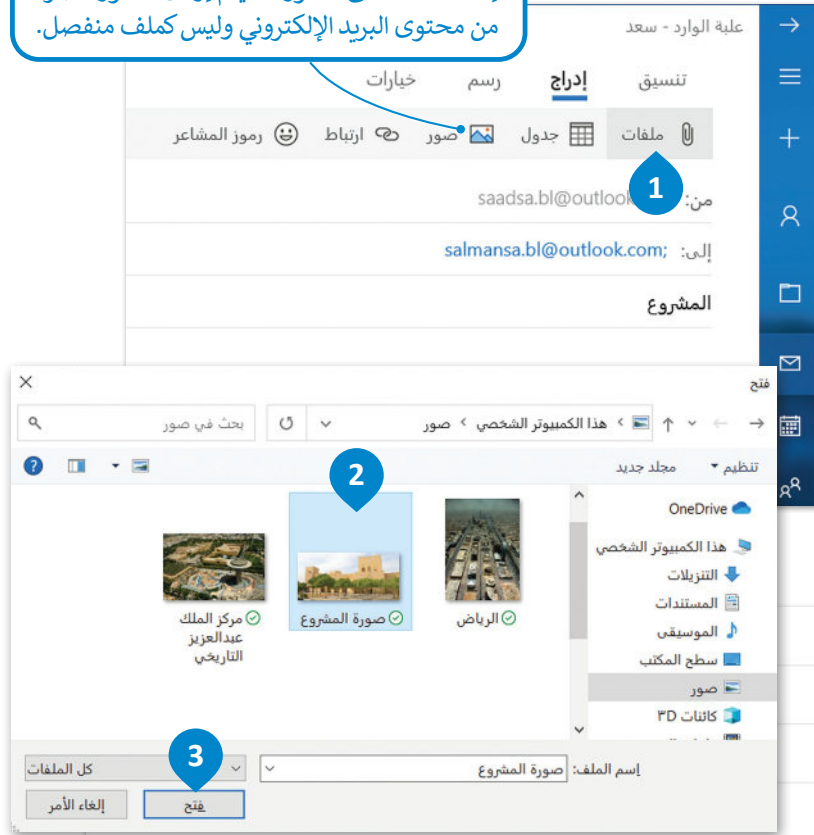 من محتوى البريد الإلكتروني وليس كملف منفصل.
علبة الوارد - سعد
تنسيق إدراج رسم خيارات
ملفات جدول صور ارتباط رموز المشاعر
1
من: saadsa.bl@outlook
إلى: salmansa.bl@outlook.com;
المشروع
فتح
هذا الكمبيوتر الشخصي > صور
بحث في صور
تنظيم مجلد جديد
2
OneDrive
هذا الكمبيوتر الشخصي
التنزيلات
المستندات
الموسيقى
سطح المكتب
صور
كائنات ٣D
الرياض
صورة المشروع
مركز الملك
عبدالعزيز
التاريخي
إسم الملف: صورة المشروع
كل الملفات
3
فتح
إلغاء الأمر